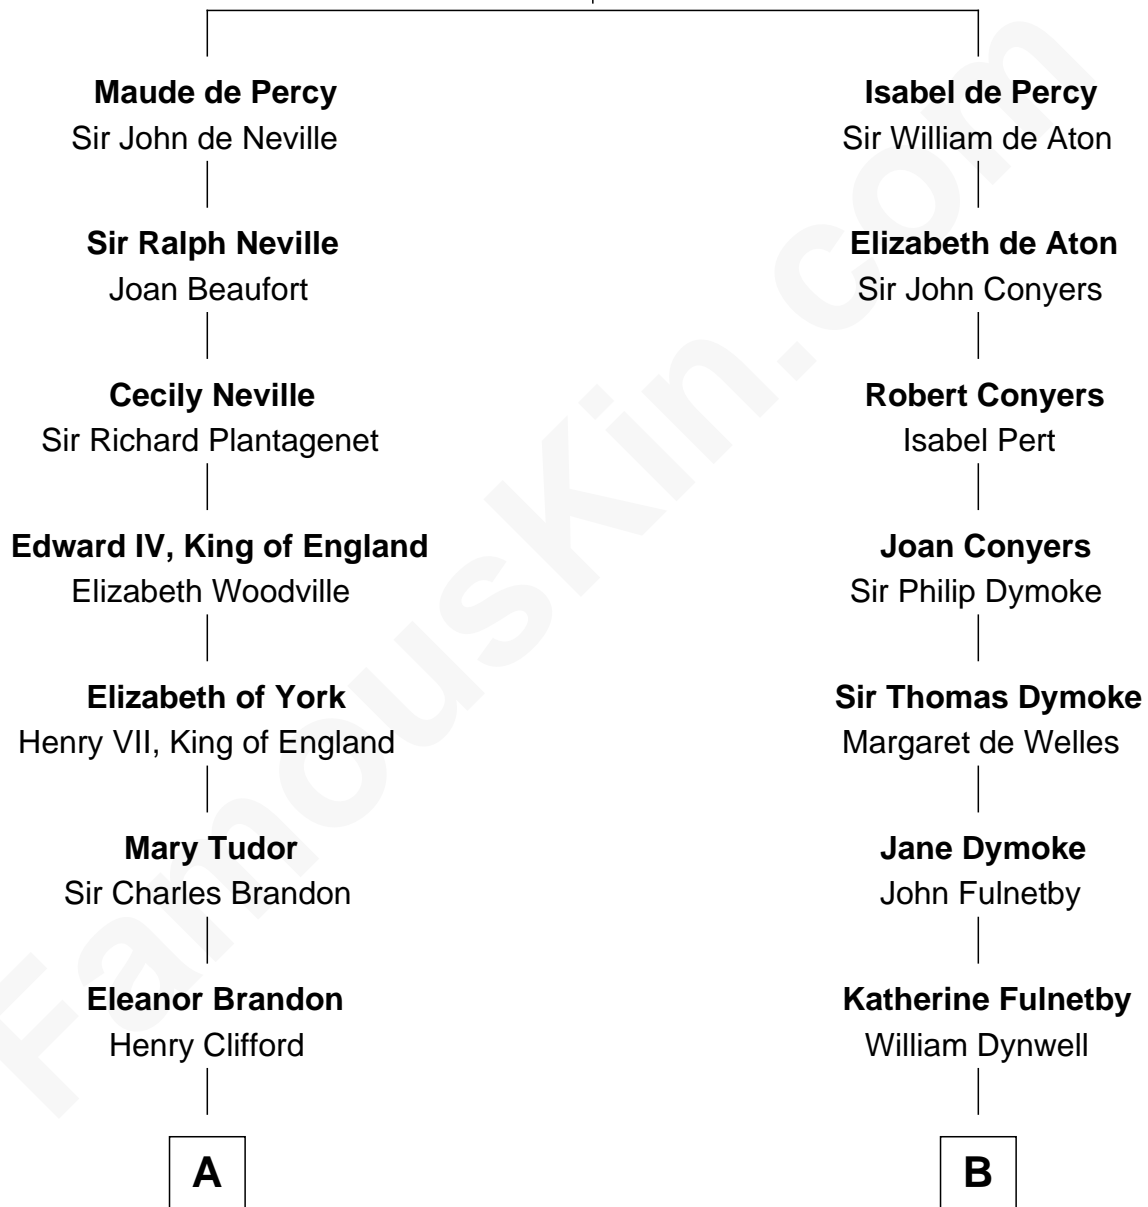 Maude de Percy
Sir John de Neville
Isabel de Percy
Sir William de Aton
Sir Ralph Neville
Joan Beaufort
Elizabeth de Aton
Sir John Conyers
Cecily Neville
Sir Richard Plantagenet
Robert Conyers
Isabel Pert
Edward IV, King of England
Elizabeth Woodville
Joan Conyers
Sir Philip Dymoke
Elizabeth of York
Henry VII, King of England
Sir Thomas Dymoke
Margaret de Welles
Mary Tudor
Sir Charles Brandon
Jane Dymoke
John Fulnetby
Eleanor Brandon
Henry Clifford
Katherine Fulnetby
William Dynwell
A
B
FamousKin.com